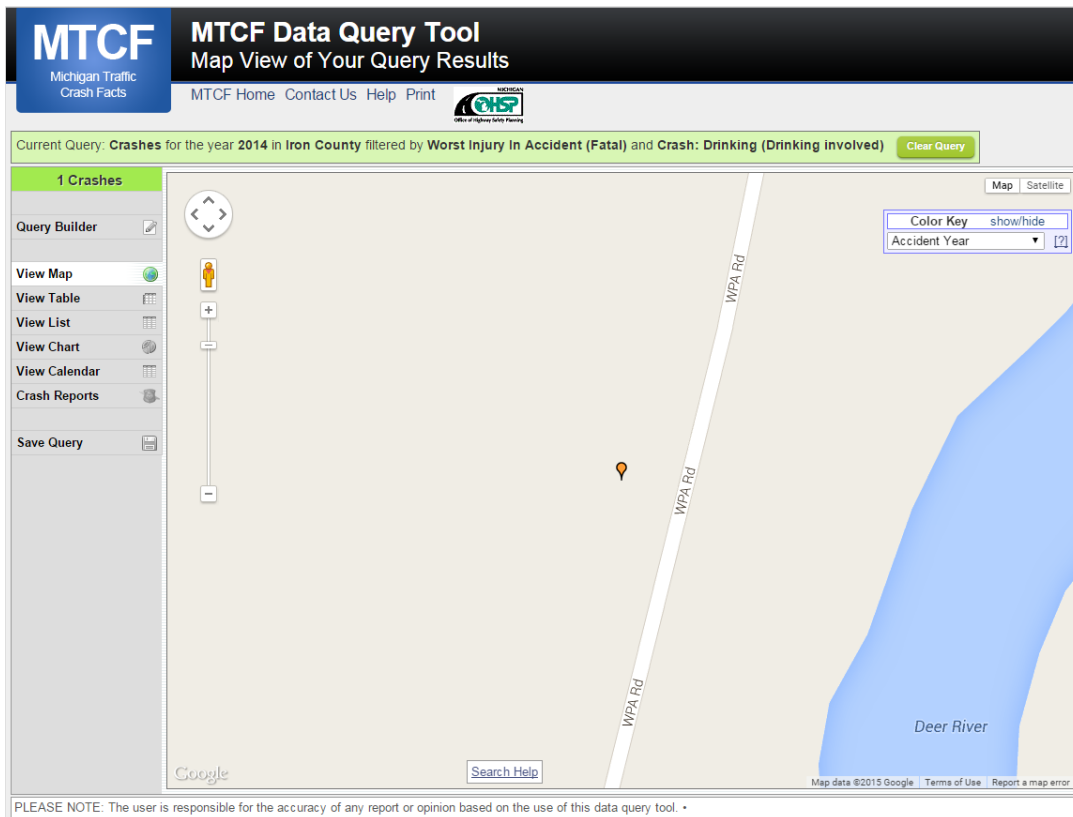 MTCF
Michigan Traffic
Crash Facts
MTCF Data Query Tool
Map View of Your Query Results
MTCF Home Contact Us Help Print
MICHIGAN
OHSP
Office of Highway Safety Planning
Current Query: Crashes for the year 2014 in Iron County filtered by Worst Injury In Accident (Fatal) and Crash: Drinking (Drinking involved) Clear Query
1 Crashes
Query Builder
View Map
View Table
View List
View Chart
View Calendar
Crash Reports
Save Query
Map Satellite
Color Key show/hide
Accident Year [?]
WPA Rd
WPA Rd
WPA Rd
Deer River
Google
Search Help
Map data ©2015 Google Terms of Use Report a map error
PLEASE NOTE: The user is responsible for the accuracy of any report or opinion based on the use of this data query tool. •